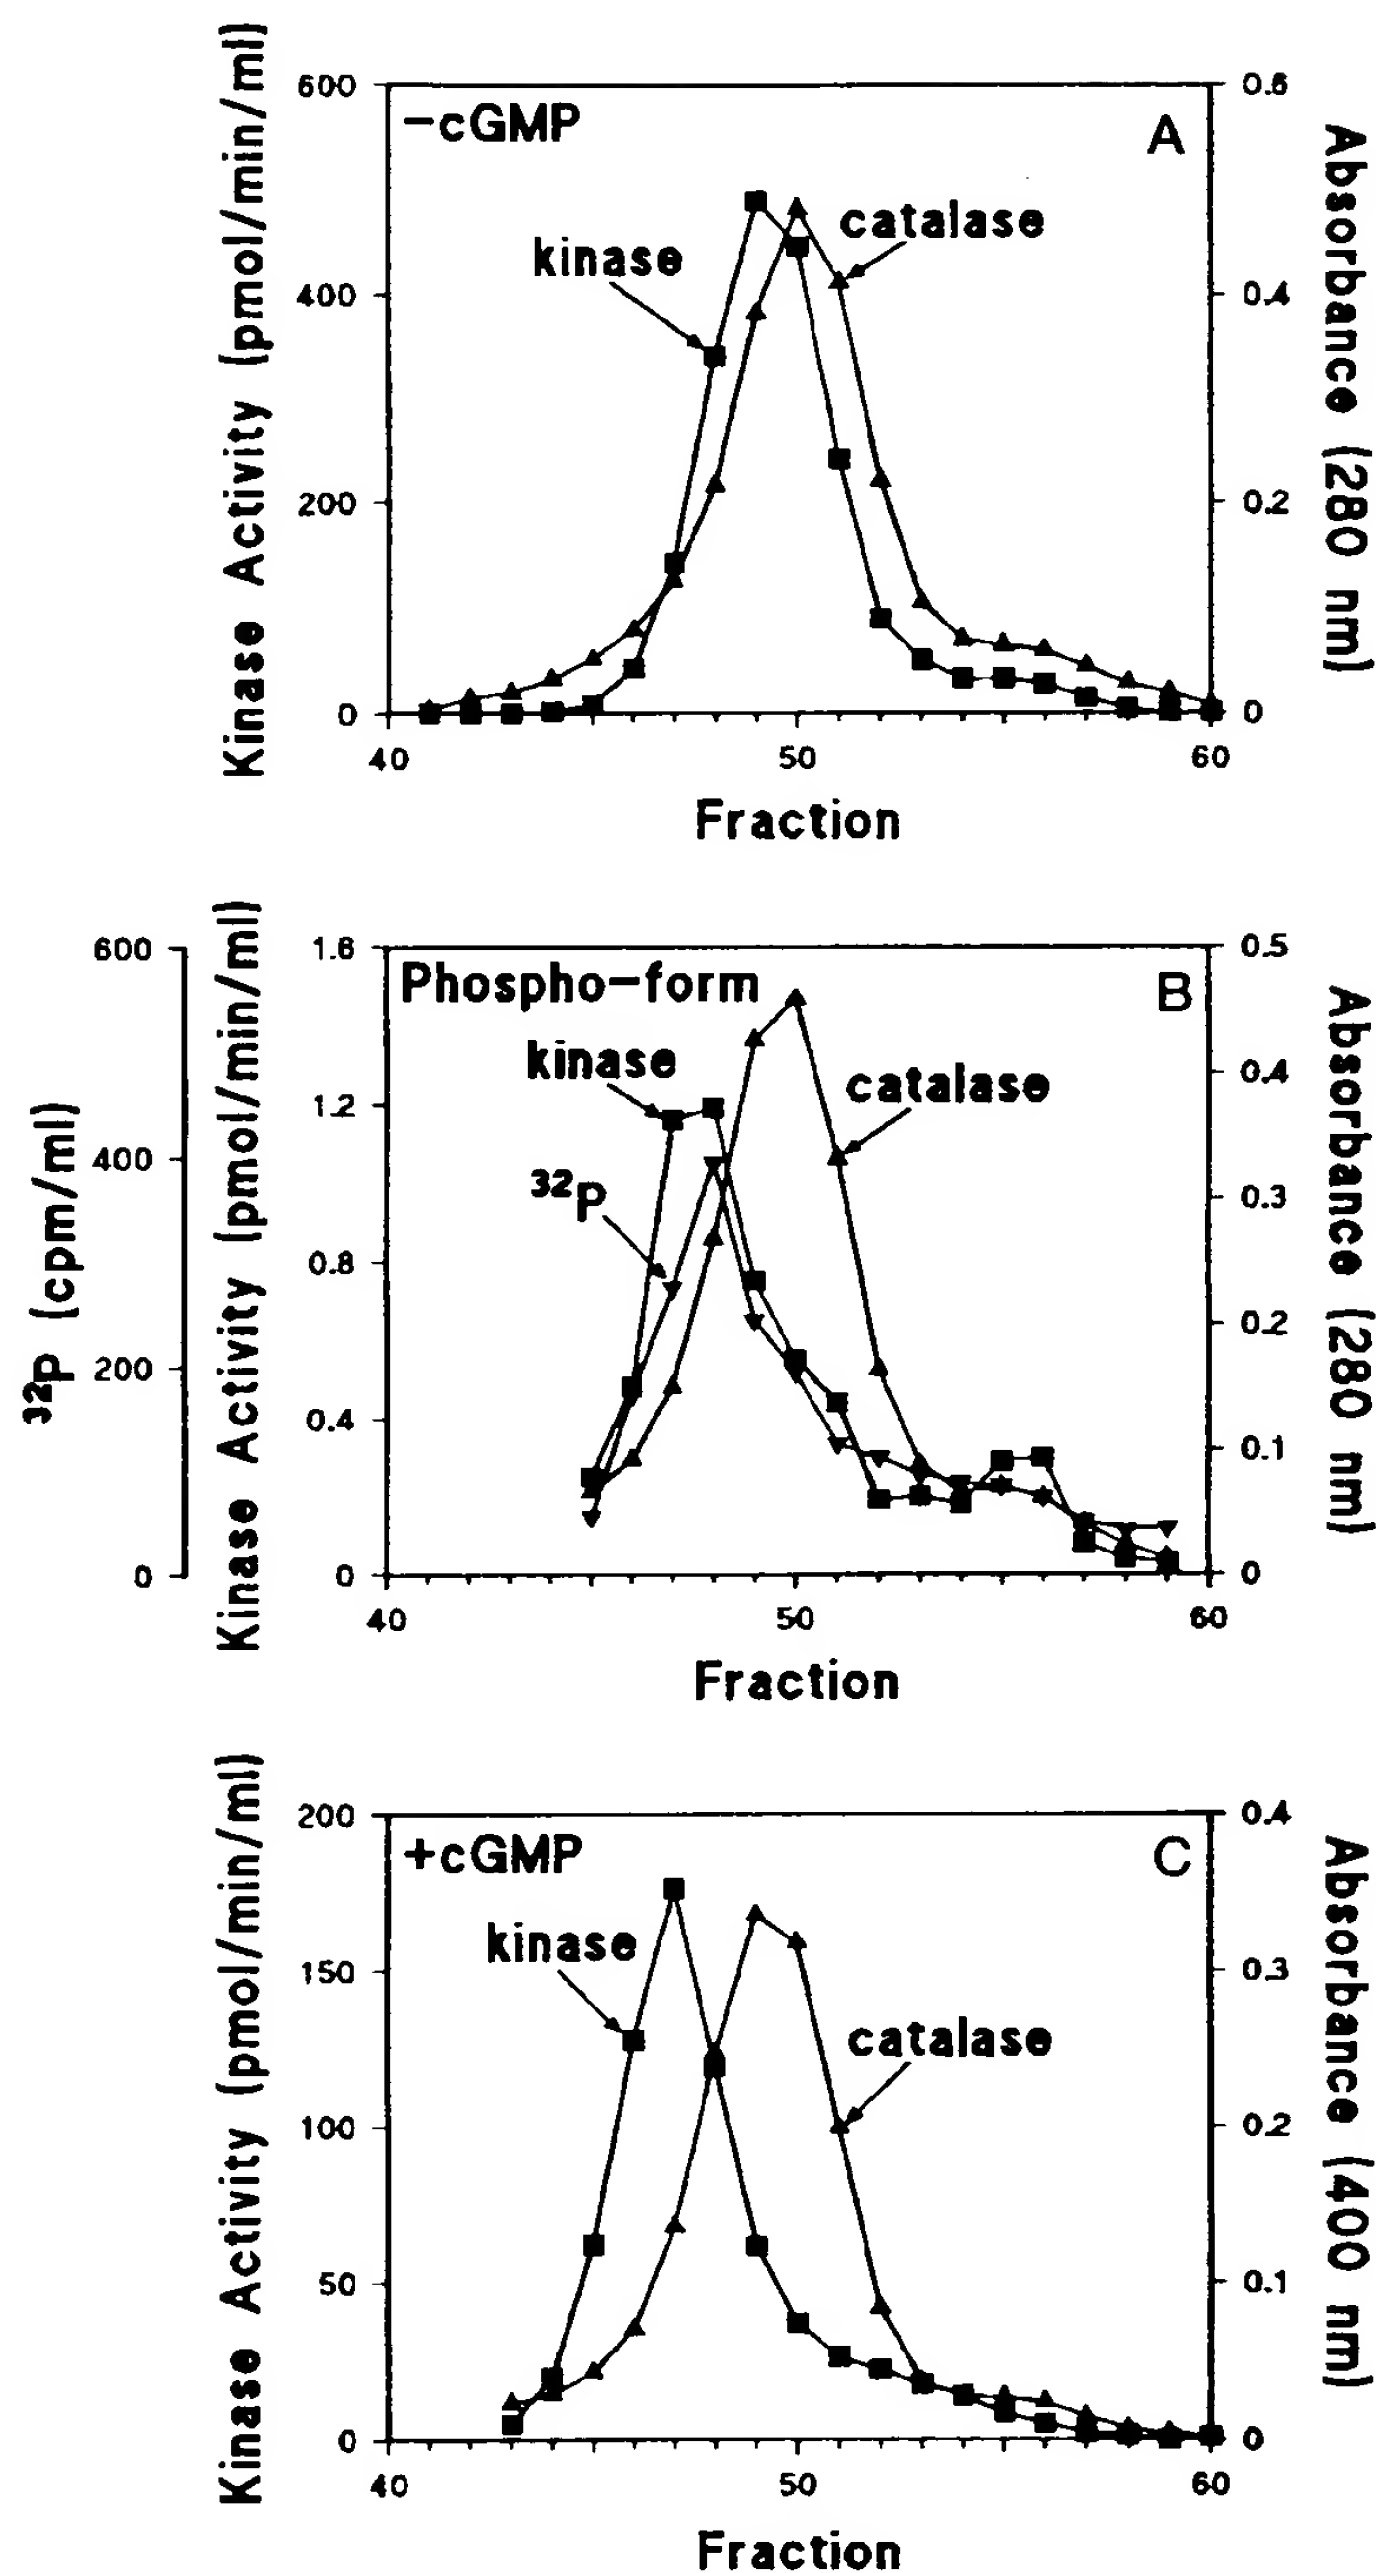 Kinase Activity (pmol/min/ml)
600
400
200
0
-cGMP
A
kinase
catalase
0.6
0.4
0.2
0
Absorbance (280 nm)
40
50
60
Fraction
32P (cpm/ml)
600
400
200
0
Kinase Activity (pmol/min/ml)
1.6
1.2
0.8
0.4
0
Phospho-form
B
kinase
32P
catalase
0.5
0.4
0.3
0.2
0.1
0
Absorbance (280 nm)
40
50
60
Fraction
Kinase Activity (pmol/min/ml)
200
150
100
50
0
+cGMP
C
kinase
catalase
0.4
0.3
0.2
0.1
0
Absorbance (400 nm)
40
50
60
Fraction